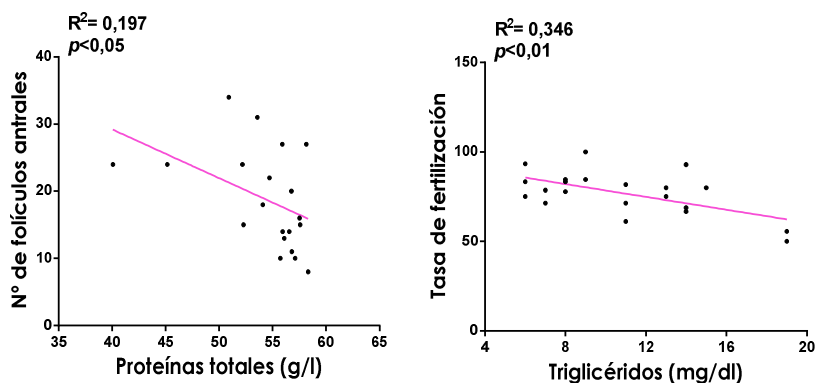 R²= 0,197
p<0,05
Nº de folículos antrales
40
30
20
10
0
35 40 45 50 55 60 65
Proteínas totales (g/l)
R²= 0,346
p<0,01
Tasa de fertilización
150
100
50
0
4 8 12 16 20
Triglicéridos (mg/dl)